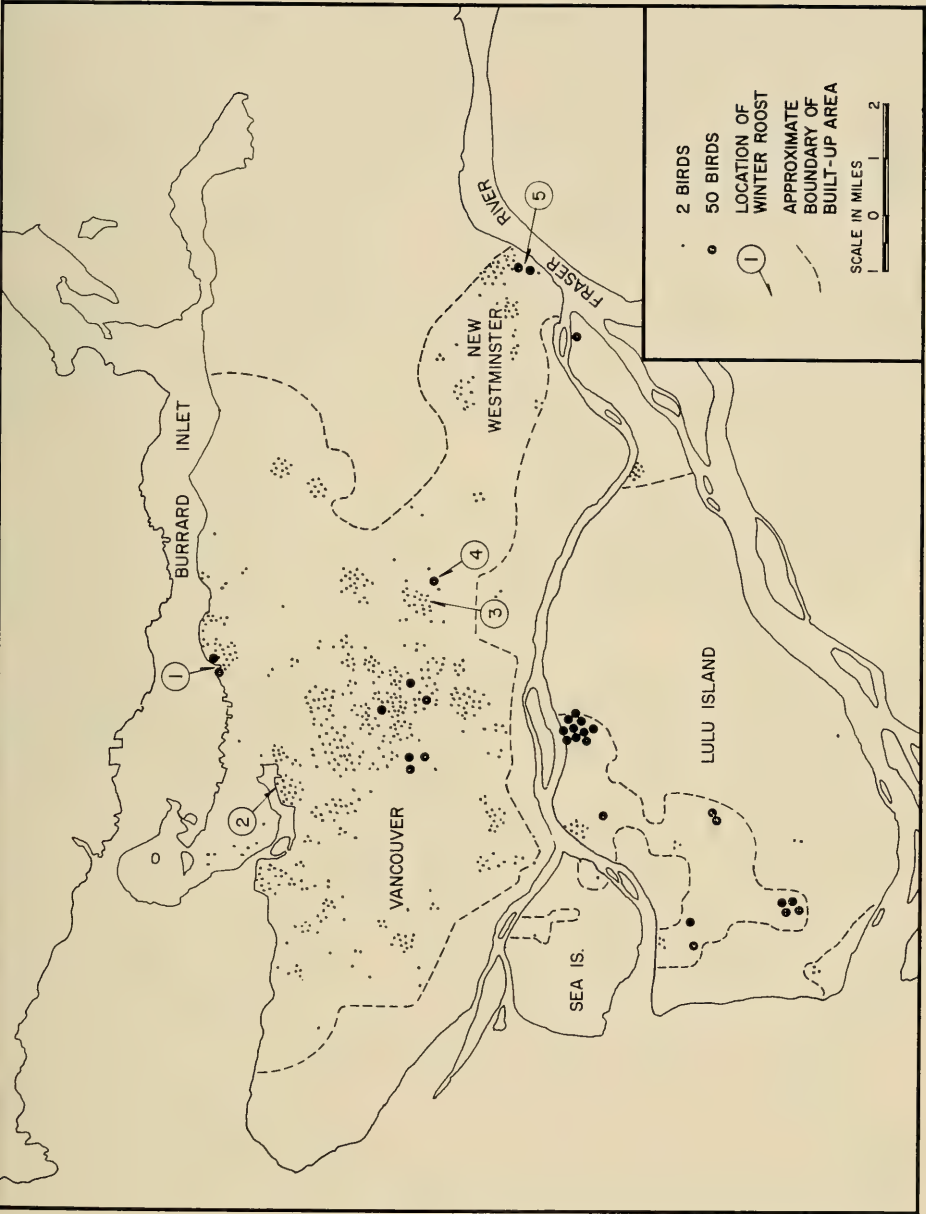 BURRARD INLET
1
2
3
4
5
VANCOUVER
NEW
WESTMINSTER
FRASER RIVER
SEA IS.
LULU ISLAND
2 BIRDS
50 BIRDS
1
LOCATION OF
WINTER ROOST
APPROXIMATE
BOUNDARY OF
BUILT-UP AREA
SCALE IN MILES
1 0 1 2